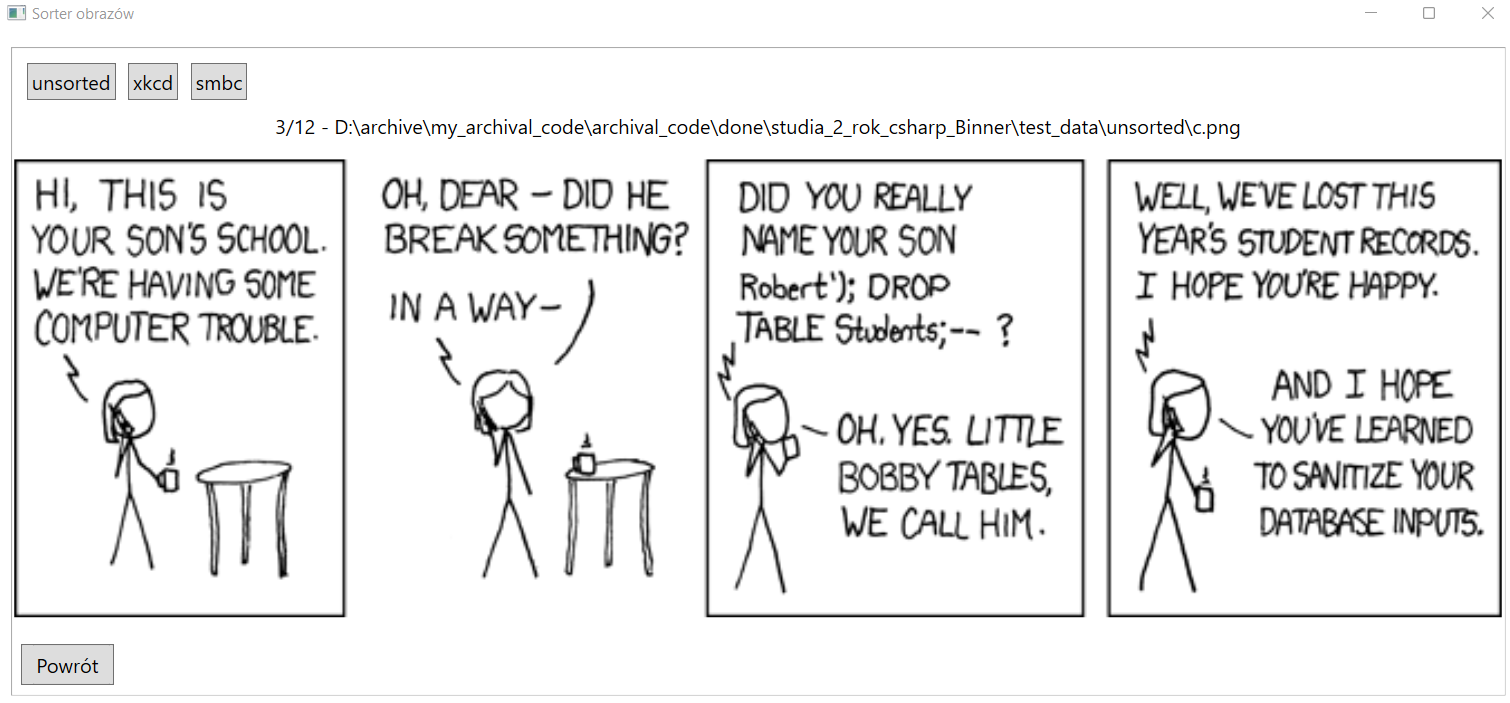 Sorter obrazów
unsorted xkcd smbc
3/12 - D:\archive\my_archival_code\archival_code\done\studia_2_rok_csharp_Binner\test_data\unsorted\c.png
HI, THIS IS
YOUR SON'S SCHOOL.
WE'RE HAVING SOME
COMPUTER TROUBLE.
OH, DEAR – DID HE
BREAK SOMETHING?
IN A WAY–
DID YOU REALLY
NAME YOUR SON
Robert'); DROP
TABLE Students;-- ?
OH. YES. LITTLE
BOBBY TABLES,
WE CALL HIM.
WELL, WE'VE LOST THIS
YEAR'S STUDENT RECORDS.
I HOPE YOU'RE HAPPY.
AND I HOPE
YOU'VE LEARNED
TO SANITIZE YOUR
DATABASE INPUTS.
Powrót